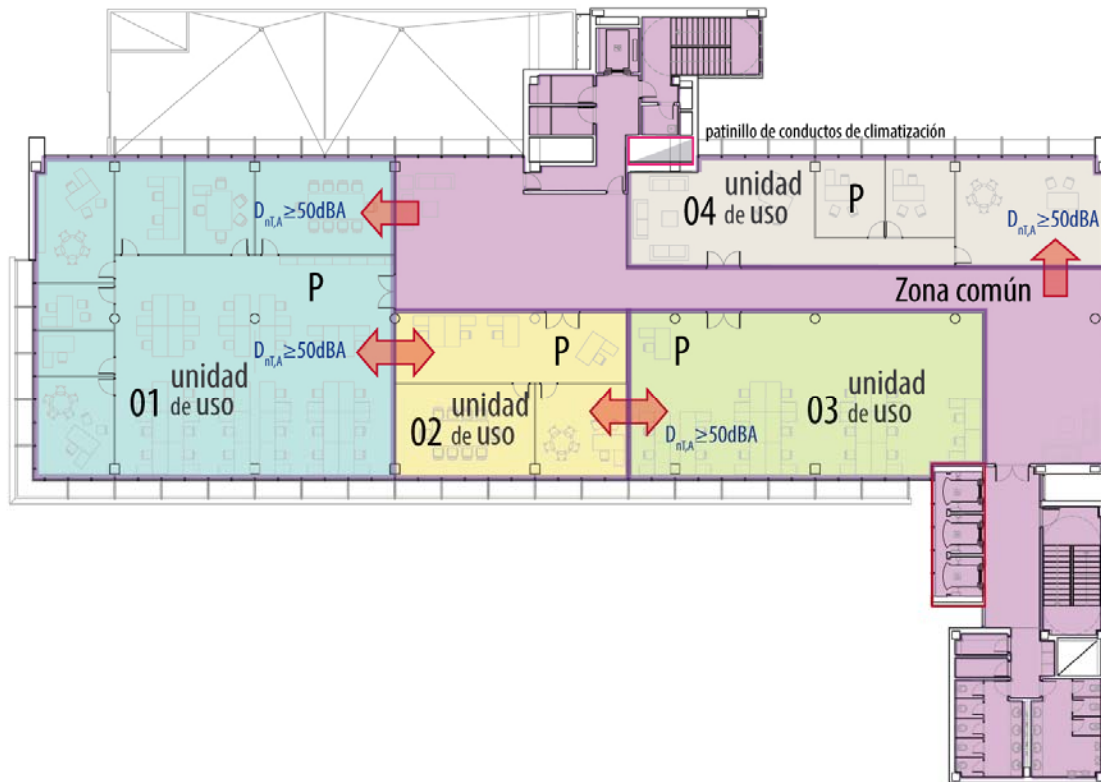 patinillo de conductos de climatización
unidad
04 de uso
P
DnT,A ≥50dBA
DnT,A ≥50dBA
Zona común
P
DnT,A ≥50dBA
P
P
unidad
01 de uso
unidad
02 de uso
unidad
03 de uso
DnT,A ≥50dBA